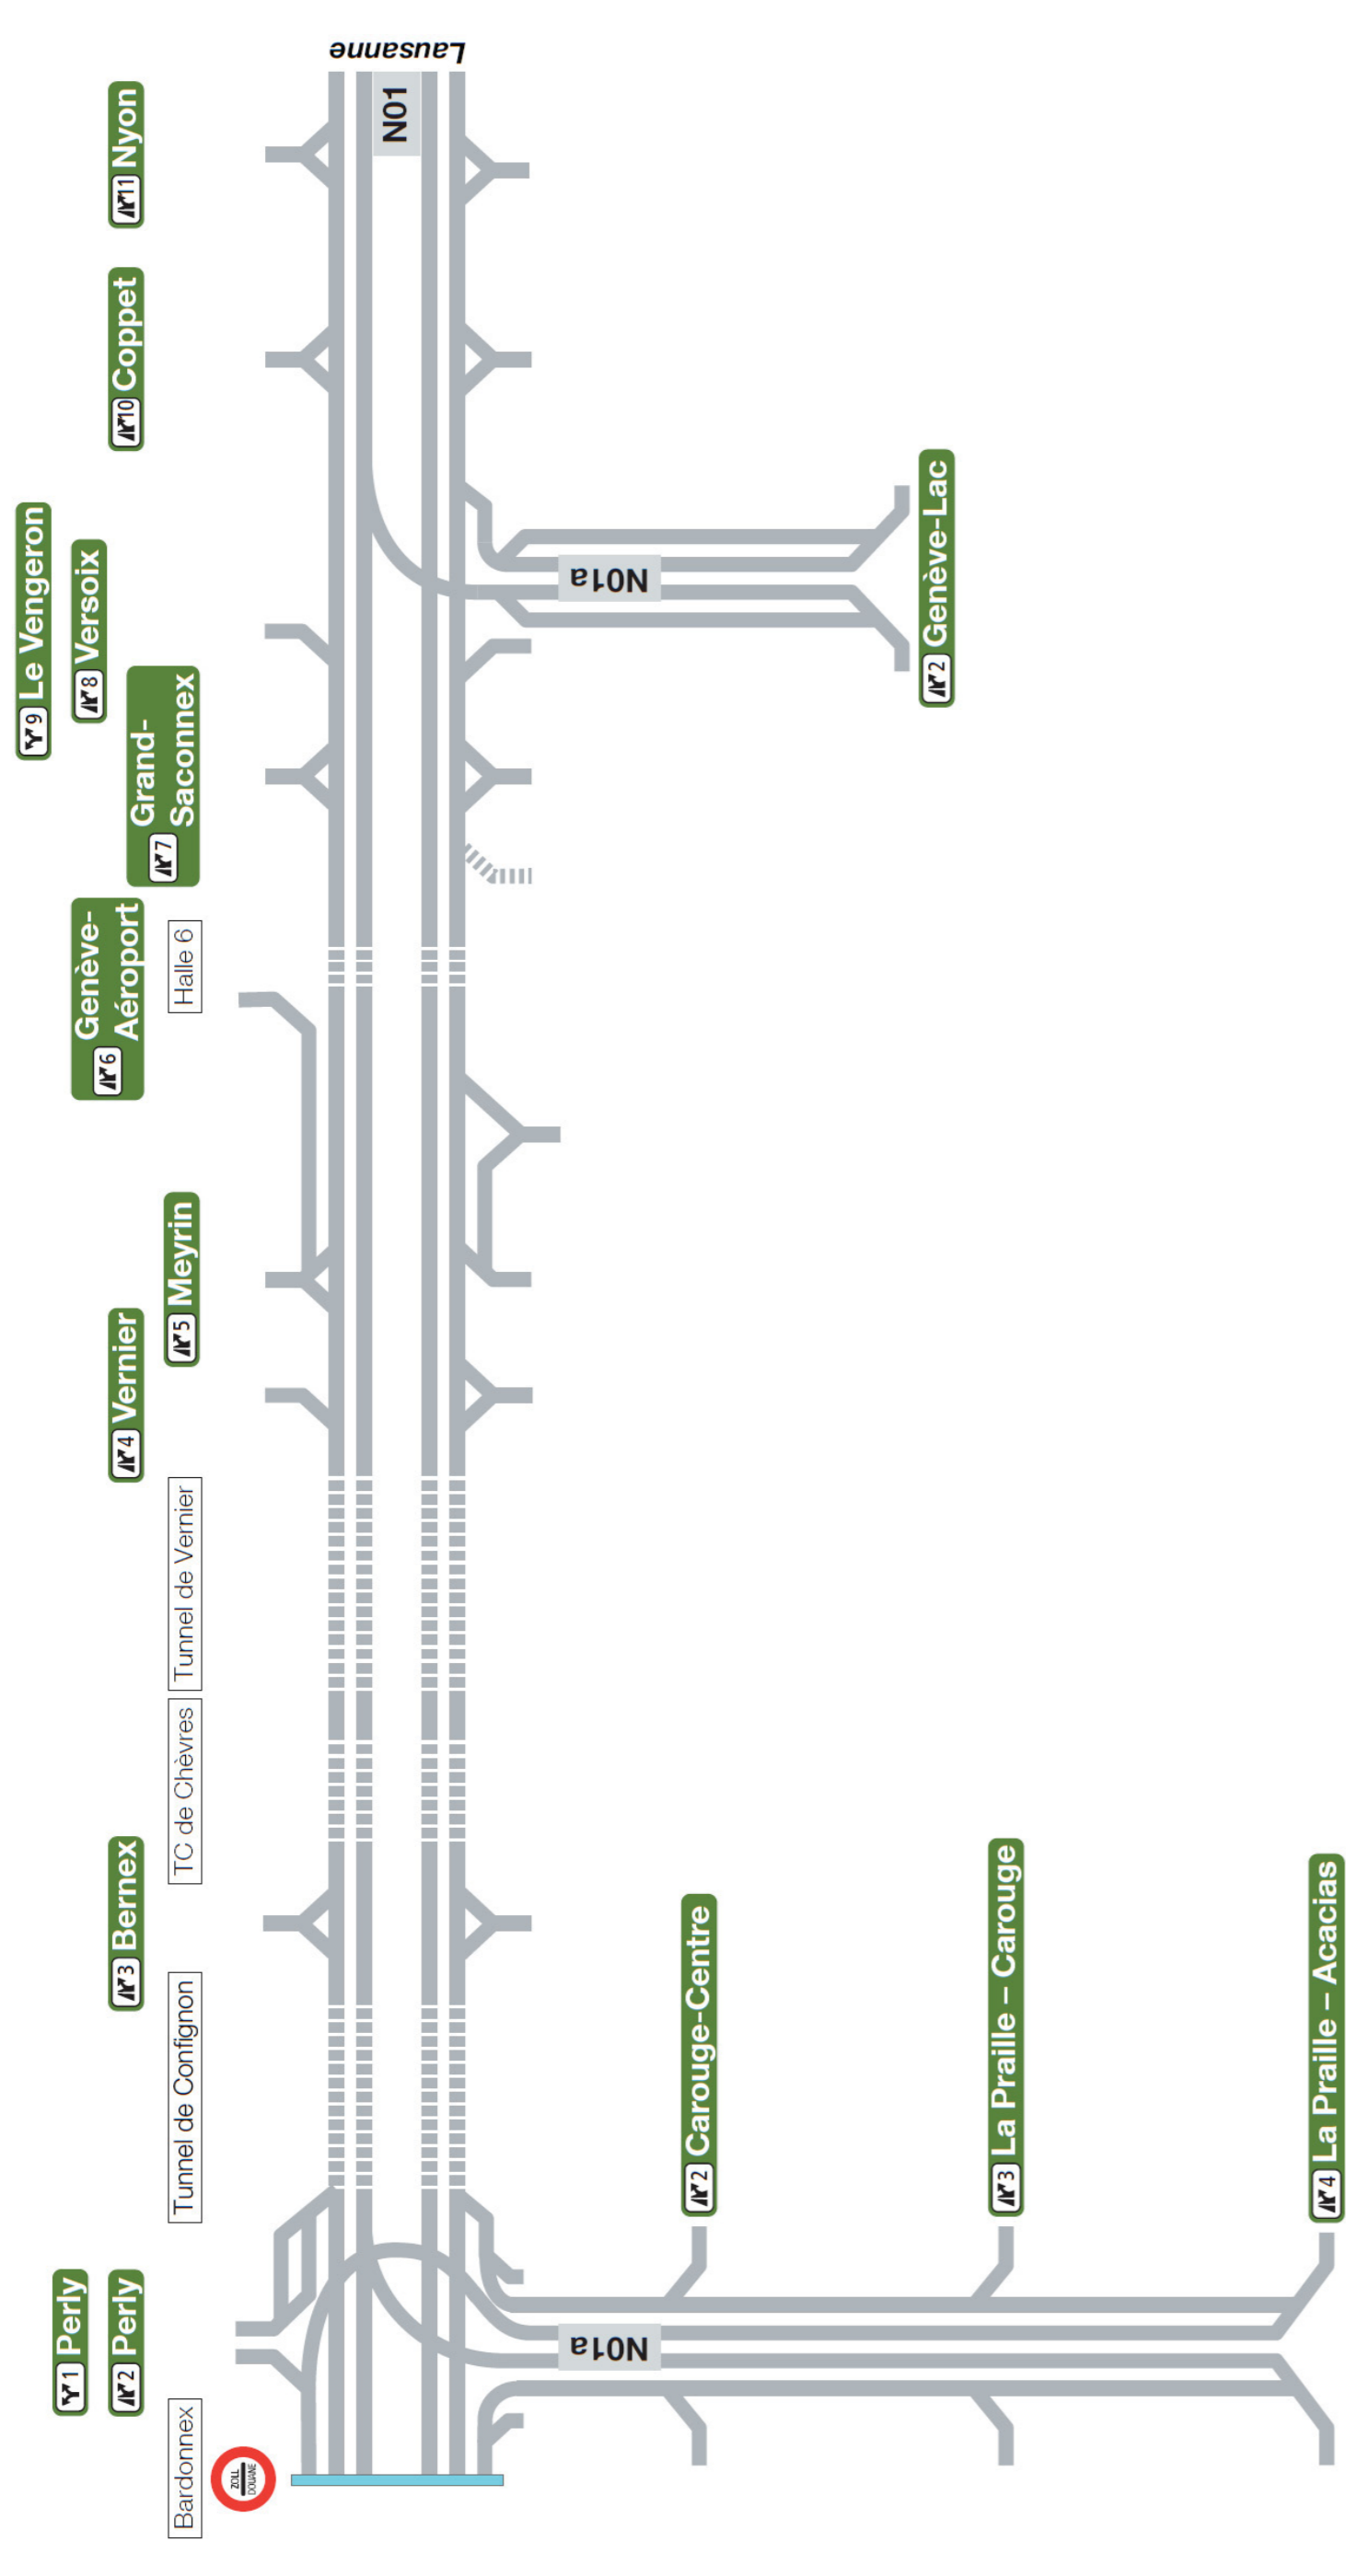 Lausanne
N01
11 Nyon
10 Coppet
9 Le Vengeron
8 Versoix
7 Grand-
Saconnex
6 Genève-
Aéroport
Halle 6
N01a
2 Genève-Lac
5 Meyrin
4 Vernier
Tunnel de Vernier
TC de Chèvres
3 Bernex
Tunnel de Confignon
1 Perly
2 Perly
Bardonnex
ZOLL
DOUANE
N01a
2 Carouge-Centre
3 La Praille – Carouge
4 La Praille – Acacias